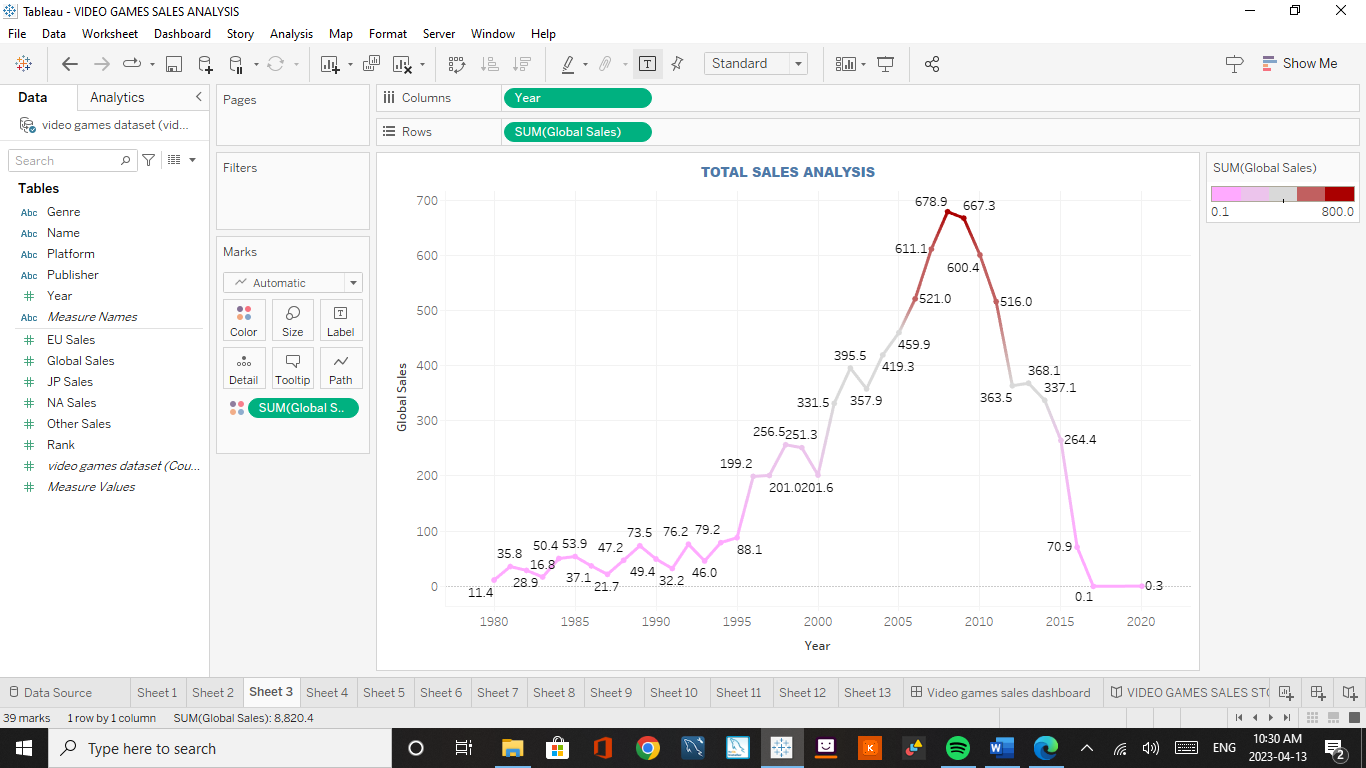 Tableau - VIDEO GAMES SALES ANALYSIS
File Data Worksheet Dashboard Story Analysis Map Format Server Window Help
Standard
Show Me
Data Analytics
video games dataset (vid...
Search
Tables
Abc Genre
Abc Name
Abc Platform
Abc Publisher
Year
Abc Measure Names
EU Sales
Global Sales
JP Sales
NA Sales
Other Sales
Rank
video games dataset (Cou...
Measure Values
Pages
Filters
Marks
Automatic
Color Size Label
Detail Tooltip Path
SUM(Global S..
Columns Year
Rows SUM(Global Sales)
TOTAL SALES ANALYSIS
700
600
500
400
300
200
100
0
Global Sales
11.4
35.8
28.9
16.8
50.4
53.9
37.1
21.7
47.2
73.5
49.4
32.2
76.2
46.0
79.2
88.1
199.2
201.0
256.5
251.3
201.6
331.5
395.5
357.9
419.3
459.9
521.0
611.1
678.9
667.3
600.4
516.0
363.5
368.1
337.1
264.4
70.9
0.1
0.3
1980 1985 1990 1995 2000 2005 2010 2015 2020
Year
SUM(Global Sales)
0.1 800.0
Data Source Sheet 1 Sheet 2 Sheet 3 Sheet 4 Sheet 5 Sheet 6 Sheet 7 Sheet 8 Sheet 9 Sheet 10 Sheet 11 Sheet 12 Sheet 13 Video games sales dashboard VIDEO GAMES SALES STO
39 marks 1 row by 1 column SUM(Global Sales): 8,820.4
Type here to search
ENG
10:30 AM
2023-04-13
2